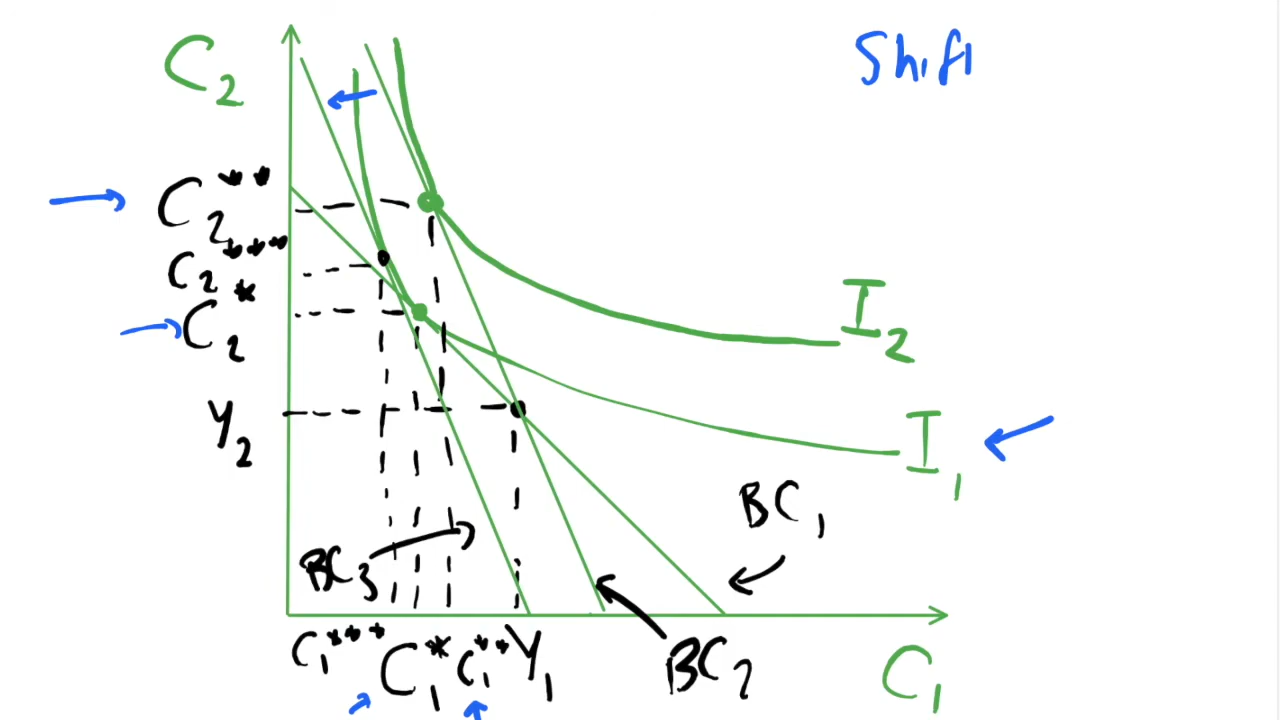 Shift
C₂
C₂**
C₂***
C₂*
Y₂
I₂
I₁
BC₁
BC₃
BC₂
C₁***
C₁*
C₁**
Y₁
C₁